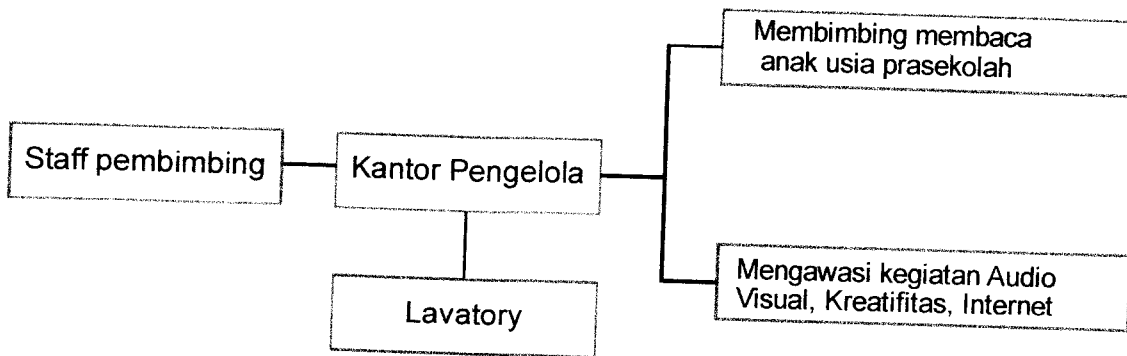 Membimbing membaca
anak usia prasekolah
Staff pembimbing
Kantor Pengelola
Mengawasi kegiatan Audio
Visual, Kreatifitas, Internet
Lavatory